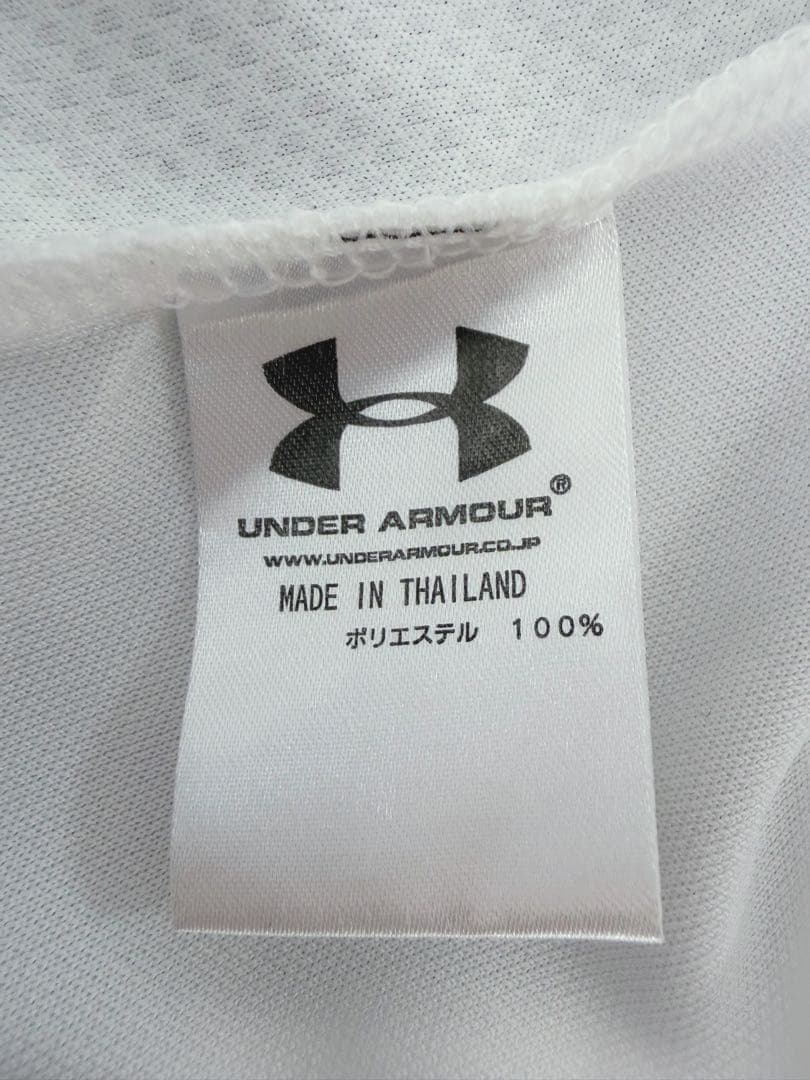 UNDER ARMOUR®
WWW.UNDERARMOUR.CO.JP
MADE IN THAILAND
ポリエステル 100%